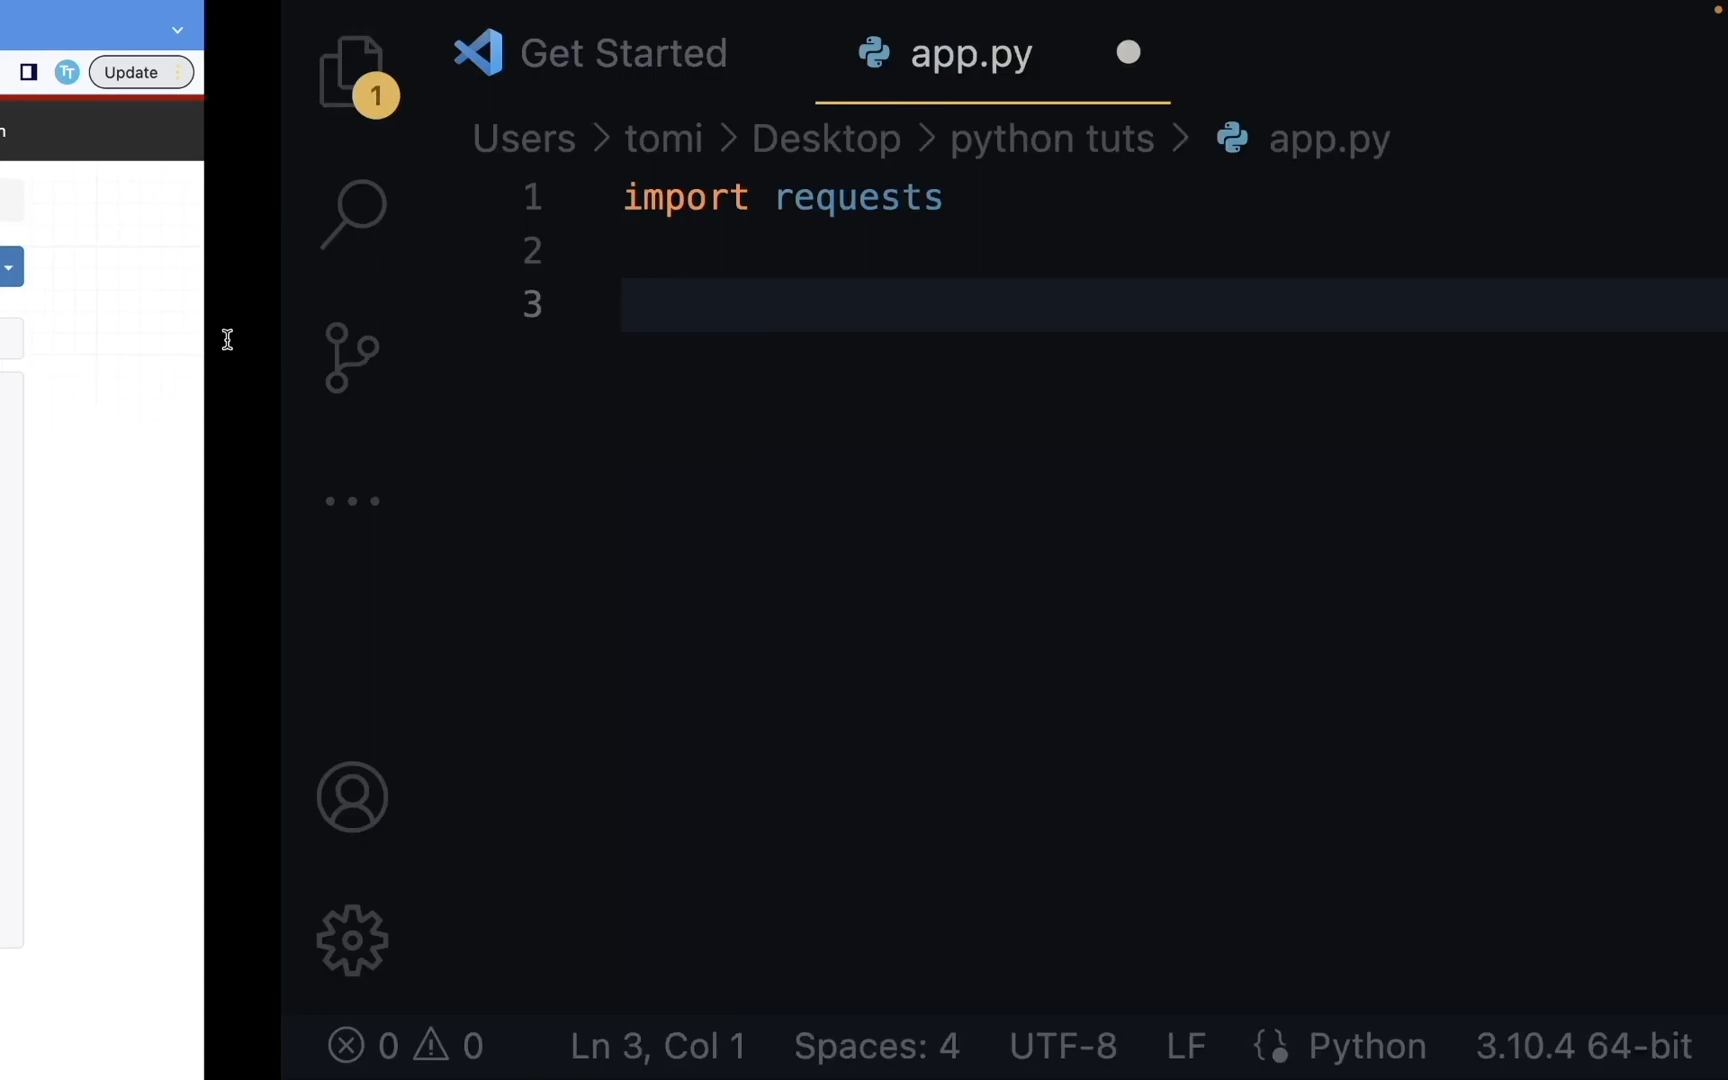 TT Update
n
1
Get Started app.py
Users > tomi > Desktop > python tuts > app.py
1 import requests
2
3
0 0 Ln 3, Col 1 Spaces: 4 UTF-8 LF Python 3.10.4 64-bit